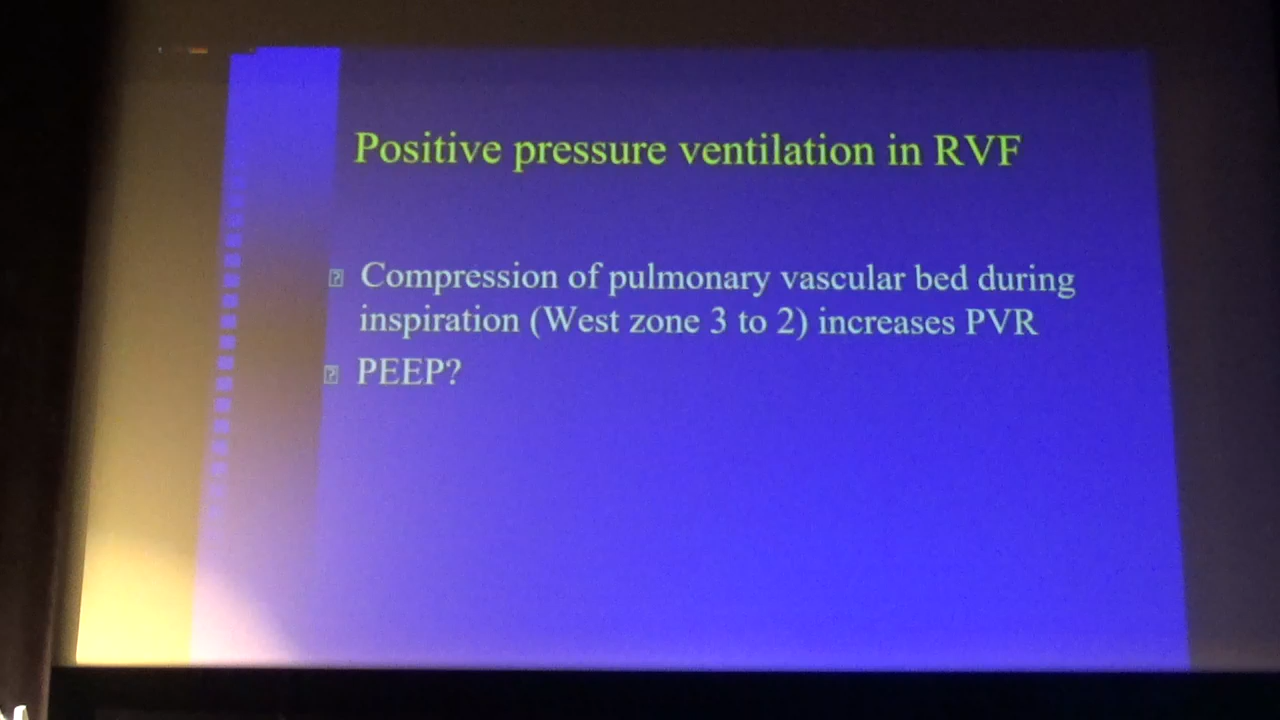 Positive pressure ventilation in RVF
Compression of pulmonary vascular bed during
inspiration (West zone 3 to 2) increases PVR
PEEP?